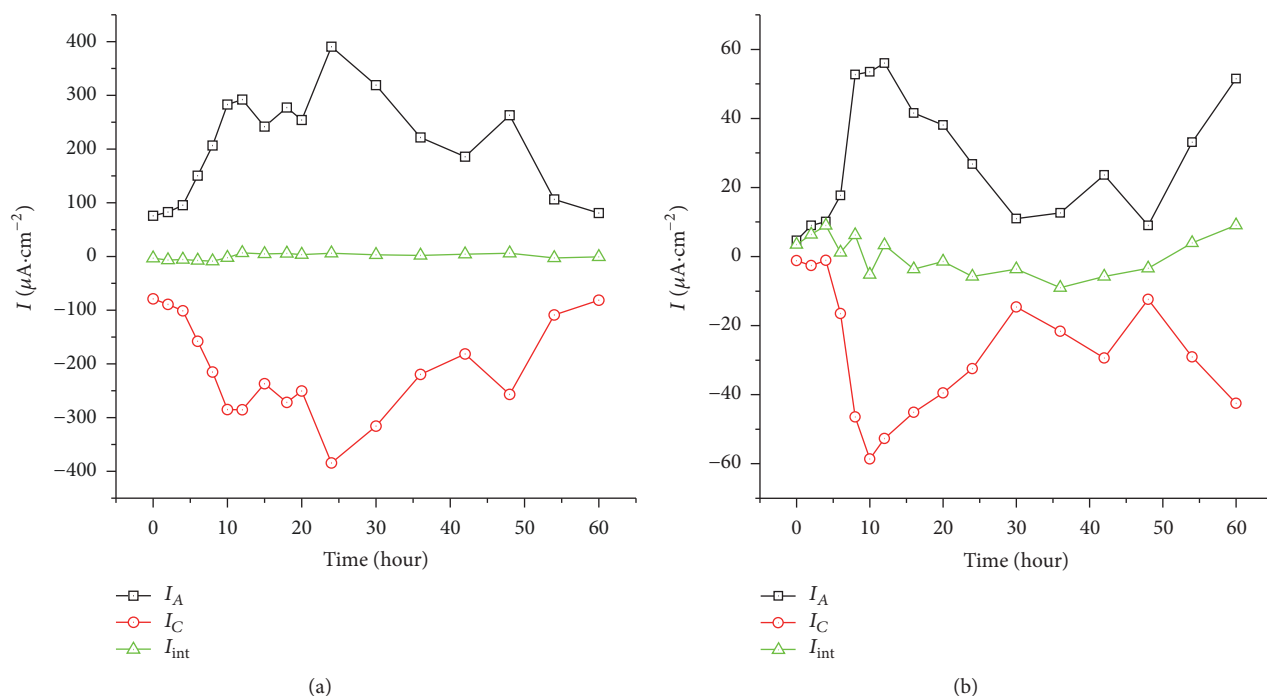 400
300
200
100
0
−100
−200
−300
−400
I (μA·cm−2)
0 10 20 30 40 50 60
Time (hour)
I_A
I_C
I_int
(a)
60
40
20
0
−20
−40
−60
I (μA·cm−2)
0 10 20 30 40 50 60
Time (hour)
I_A
I_C
I_int
(b)